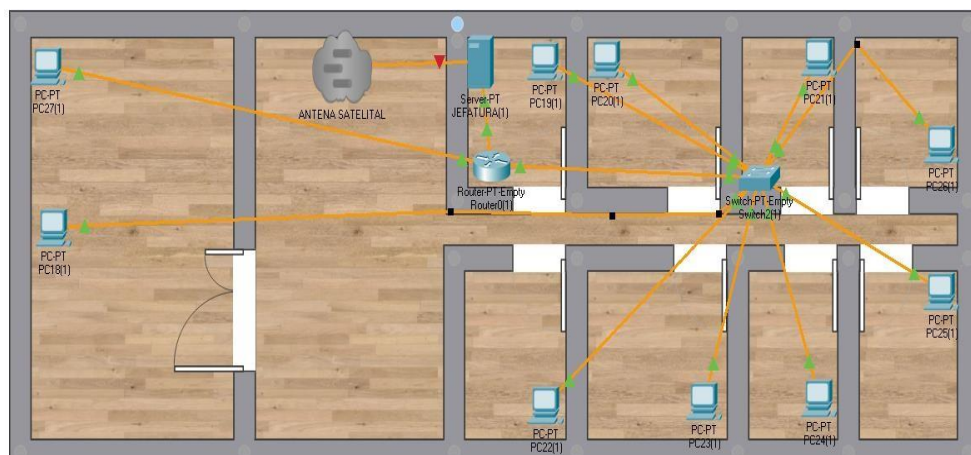 PC-PT
PC27(1)
ANTENA SATELITAL
Server-PT
JEFATURA(1)
PC-PT
PC19(1)
PC-PT
PC20(1)
PC-PT
PC21(1)
PC-PT
PC26(1)
Router-PT-Empty
Router0(1)
Switch-PT-Empty
Switch2(1)
PC-PT
PC18(1)
PC-PT
PC25(1)
PC-PT
PC22(1)
PC-PT
PC23(1)
PC-PT
PC24(1)